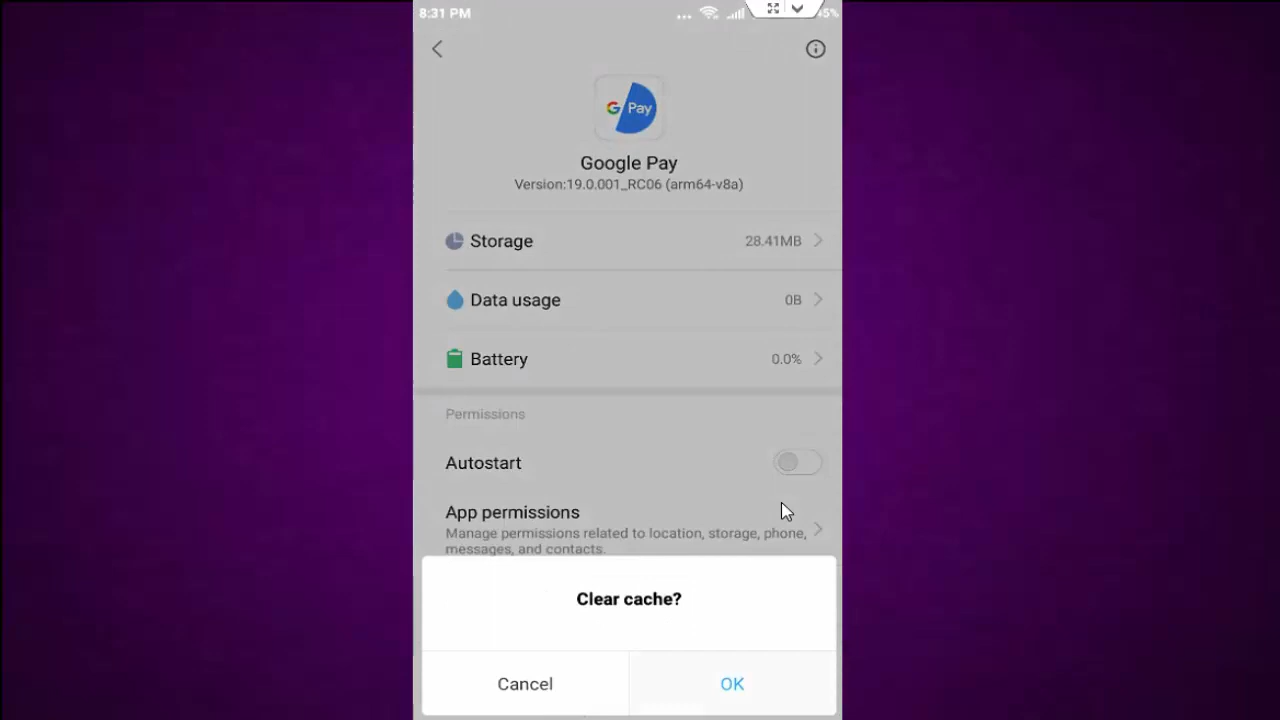 8:31 PM
5%
G Pay
Google Pay
Version:19.0.001_RC06 (arm64-v8a)
Storage 28.41MB
Data usage 0B
Battery 0.0%
Permissions
Autostart
App permissions
Manage permissions related to location, storage, phone,
messages, and contacts.
Clear cache?
Cancel OK